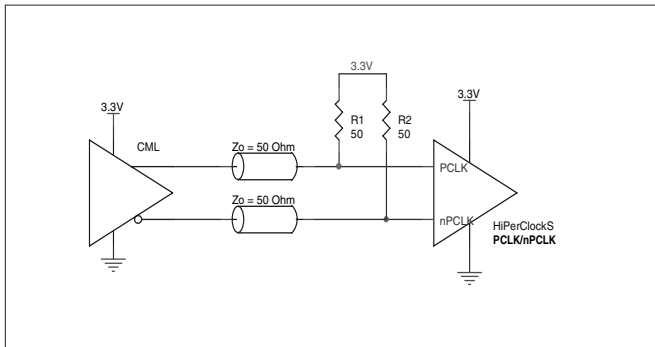 3.3V
3.3V
3.3V
R1
50
R2
50
CML
Zo = 50 Ohm
PCLK
Zo = 50 Ohm
nPCLK
HiPerClockS
PCLK/nPCLK